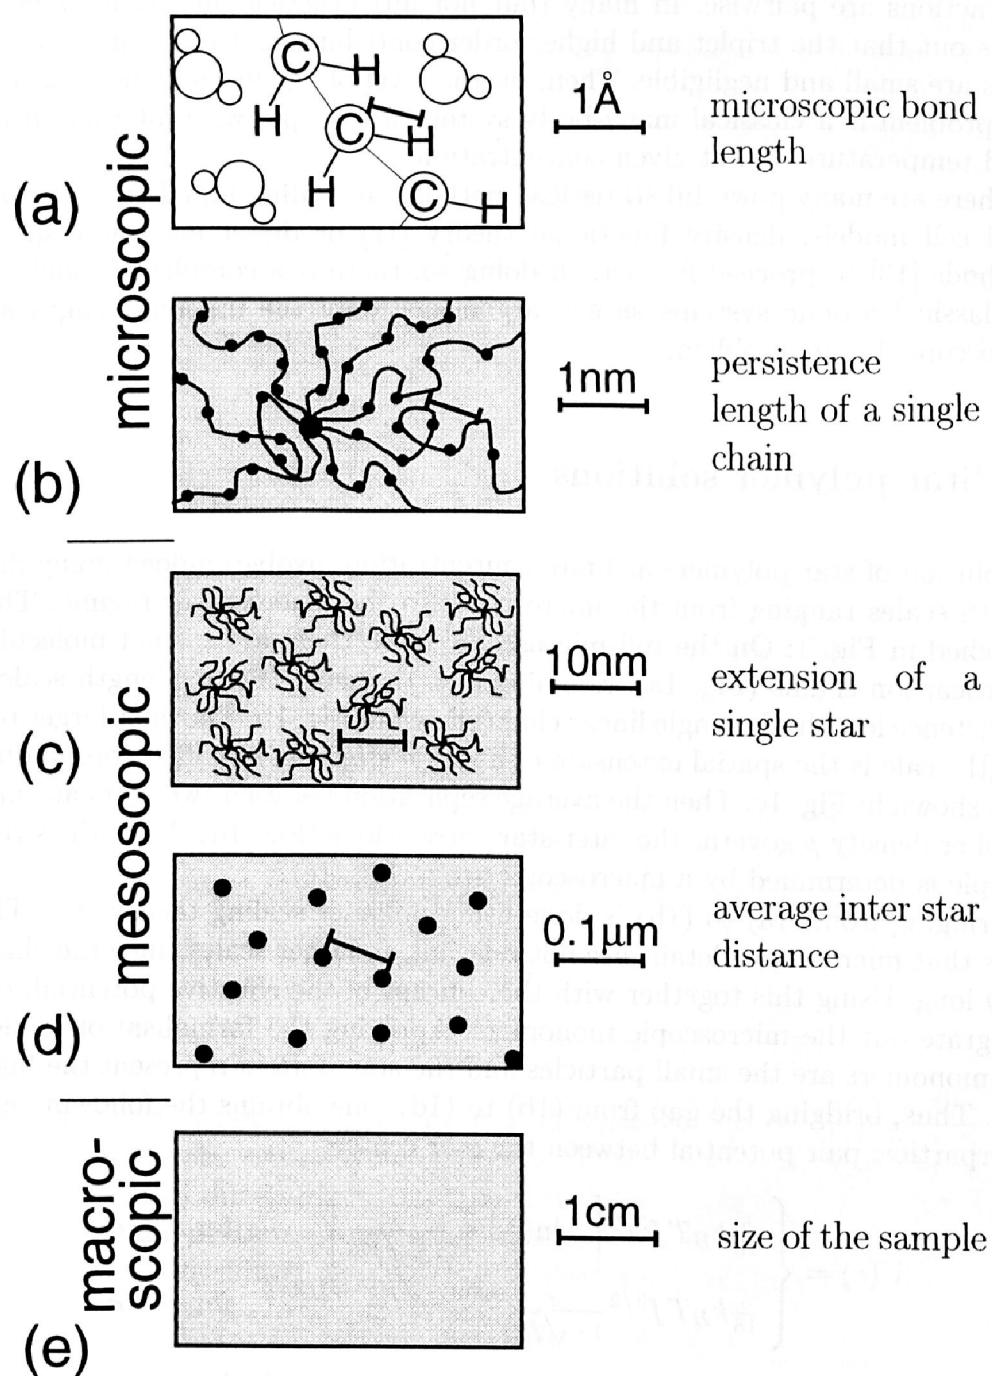 (a)
microscopic
C
H
H
C
H
H
C
H
1Å
microscopic bond
length
(b)
1nm
persistence
length of a single
chain
(c)
mesoscopic
10nm
extension of a
single star
(d)
0.1µm
average inter star
distance
(e)
macro-
scopic
1cm
size of the sample